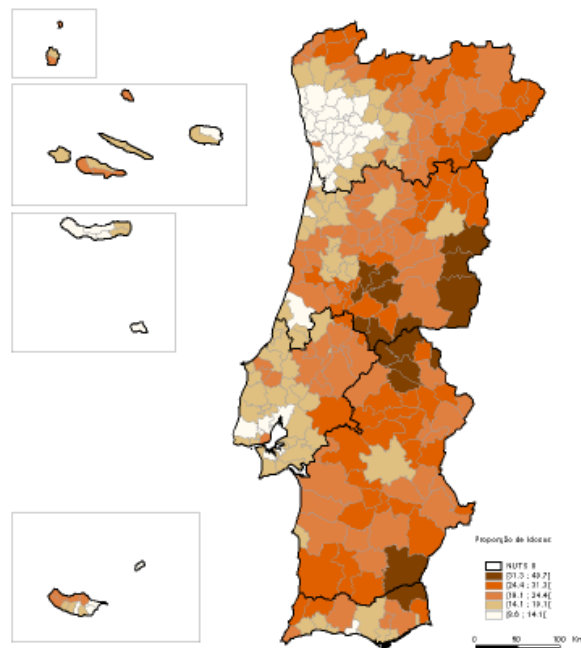 Proporção de Idosos
NUTS II
[31.3 ; 49.7]
[24.4 ; 31.3[
[19.1 ; 24.4[
[14.1 ; 19.1[
[8.6 ; 14.1[
0 50 100 Km